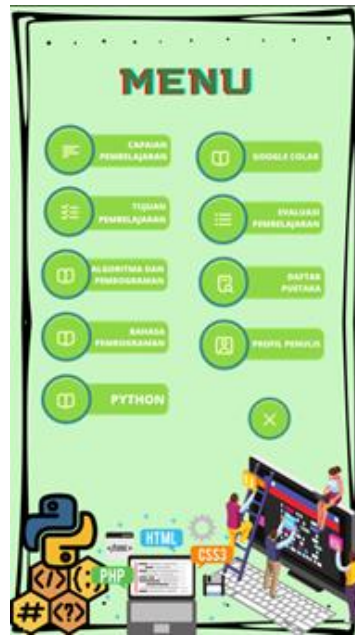 MENU
CAPAIAN
PEMBELAJARAN
TUJUAN
PEMBELAJARAN
ALGORITMA DAN
PEMROGRAMAN
BAHASA
PEMROGRAMAN
PYTHON
GOOGLE COLAB
EVALUASI
PEMBELAJARAN
DAFTAR
PUSTAKA
PROFIL PENULIS
HTML
CSS3
PHP